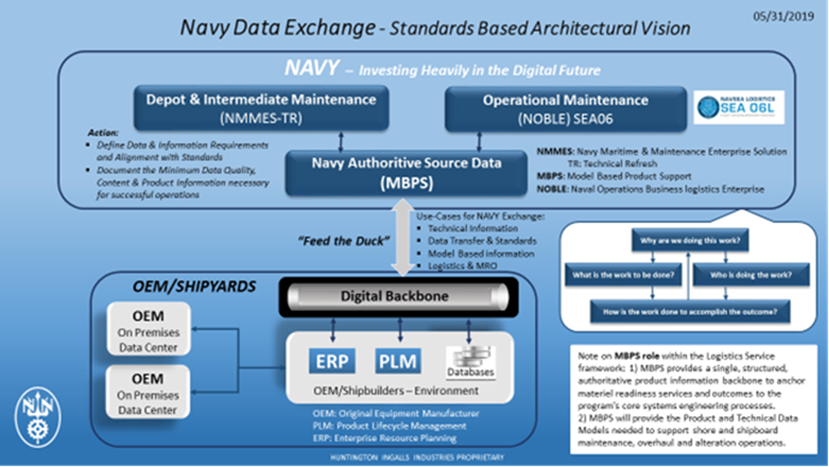 05/31/2019
Navy Data Exchange - Standards Based Architectural Vision
NAVY – Investing Heavily in the Digital Future
Depot & Intermediate Maintenance
(NMMES-TR)
Operational Maintenance
(NOBLE) SEA06
NAVSEA LOGISTICS
SEA 06L
Action:
Define Data & Information Requirements
and Alignment with Standards
Document the Minimum Data Quality,
Content & Product Information necessary
for successful operations
Navy Authoritive Source Data
(MBPS)
NMMES: Navy Maritime & Maintenance Enterprise Solution
TR: Technical Refresh
MBPS: Model Based Product Support
NOBLE: Naval Operations Business logistics Enterprise
"Feed the Duck"
Use-Cases for NAVY Exchange:
Technical Information
Data Transfer & Standards
Model Based information
Logistics & MRO
Why are we doing this work?
What is the work to be done?
Who is doing the work?
How is the work done to accomplish the outcome?
OEM/SHIPYARDS
Digital Backbone
OEM
On Premises
Data Center
OEM
On Premises
Data Center
ERP
PLM
Databases
OEM/Shipbuilders – Environment
OEM: Original Equipment Manufacturer
PLM: Product Lifecycle Management
ERP: Enterprise Resource Planning
Note on MBPS role within the Logistics Service
framework: 1) MBPS provides a single, structured,
authoritative product information backbone to anchor
materiel readiness services and outcomes to the
program's core systems engineering processes.
2) MBPS will provide the Product and Technical Data
Models needed to support shore and shipboard
maintenance, overhaul and alteration operations.
HUNTINGTON INGALLS INDUSTRIES PROPRIETARY